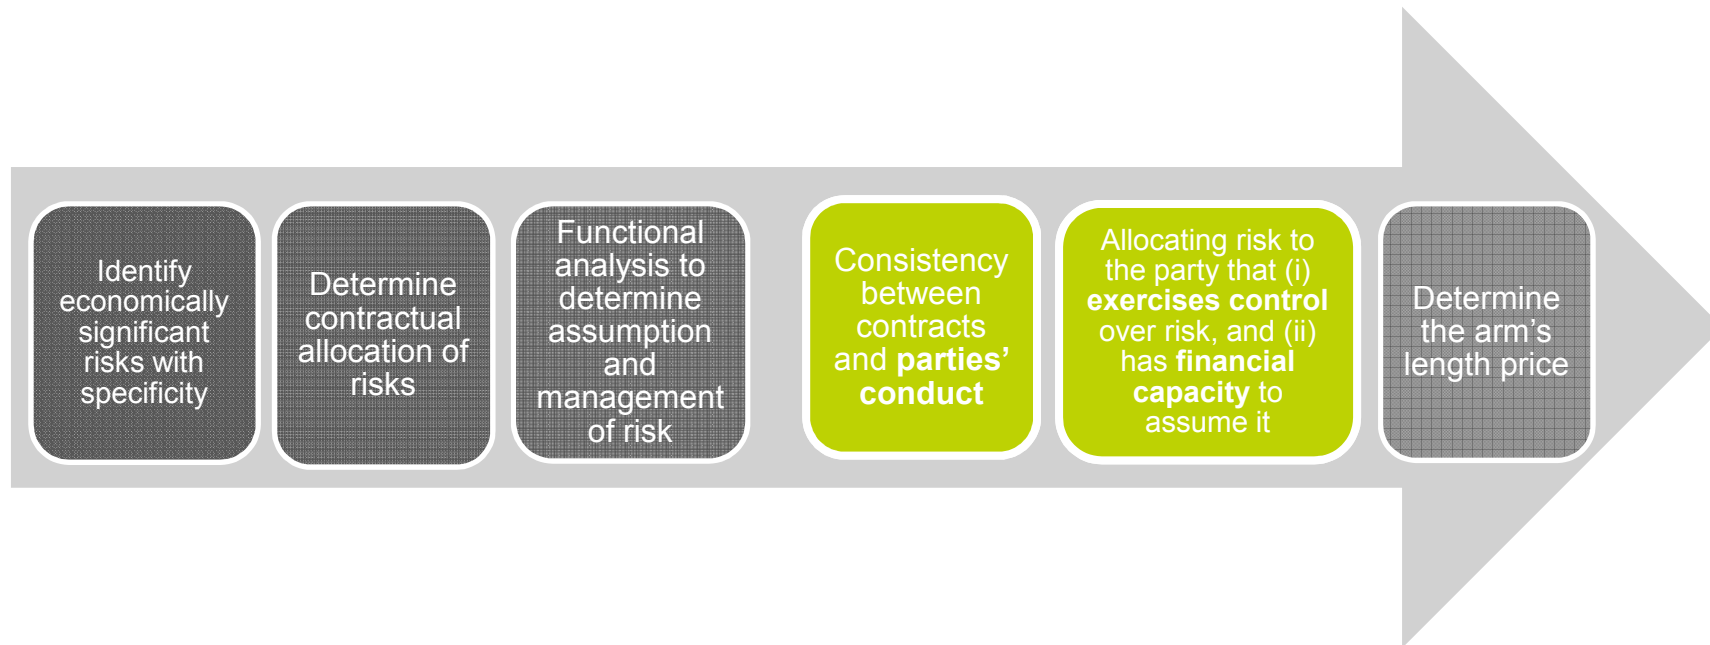 Identify
economically
significant
risks with
specificity
Determine
contractual
allocation of
risks
Functional
analysis to
determine
assumption
and
management
of risk
Consistency
between
contracts
and parties’
conduct
Allocating risk to
the party that (i)
exercises control
over risk, and (ii)
has financial
capacity to
assume it
Determine
the arm’s
length price